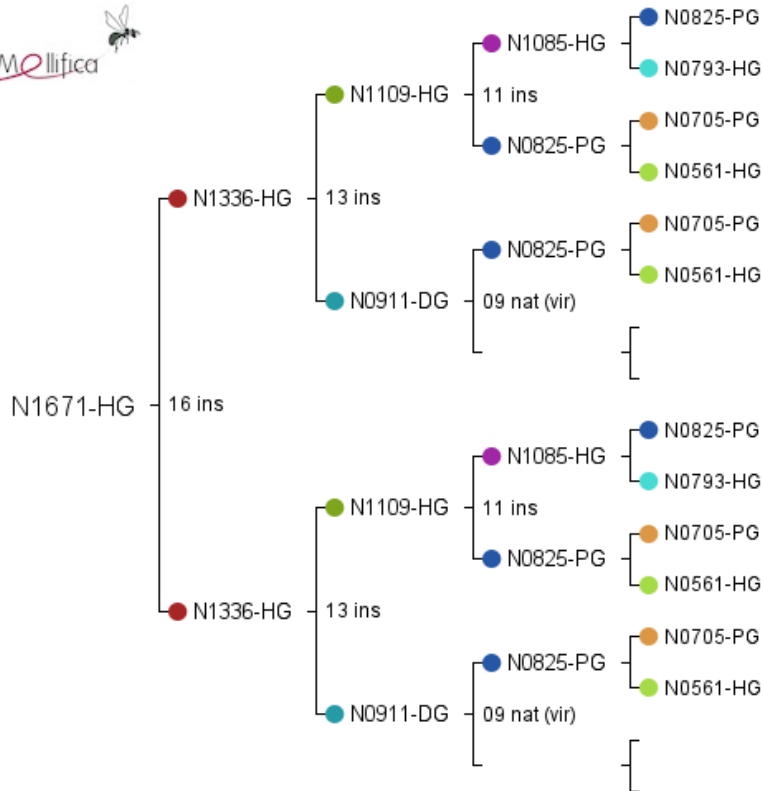 Mellifica
N0825-PG
N1085-HG
N0793-HG
N1109-HG
11 ins
N0705-PG
N0825-PG
N0561-HG
N1336-HG
13 ins
N0705-PG
N0825-PG
N0561-HG
N0911-DG
09 nat (vir)
N1671-HG
16 ins
N0825-PG
N1085-HG
N0793-HG
N1109-HG
11 ins
N0705-PG
N0825-PG
N0561-HG
N1336-HG
13 ins
N0705-PG
N0825-PG
N0561-HG
N0911-DG
09 nat (vir)